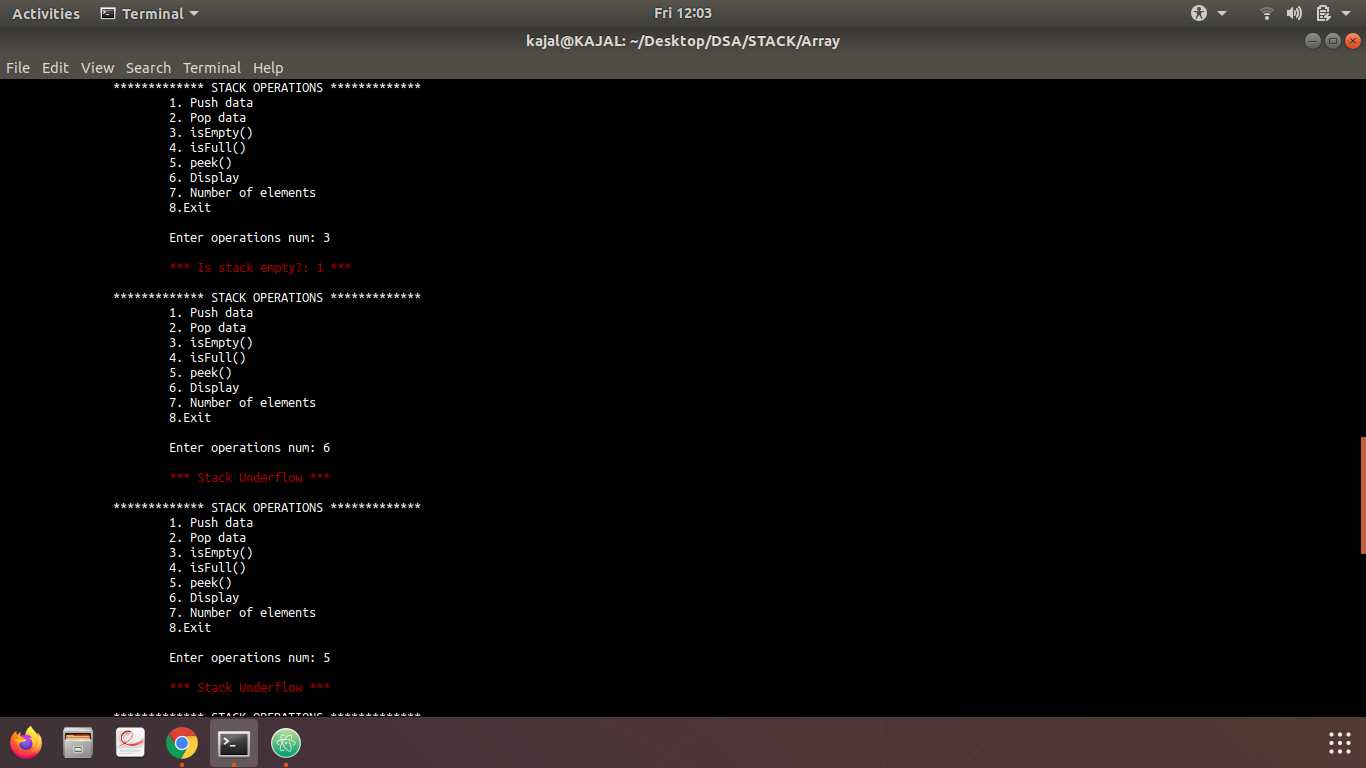 Activities Terminal Fri 12:03
kajal@KAJAL: ~/Desktop/DSA/STACK/Array
File Edit View Search Terminal Help
************* STACK OPERATIONS *************
1. Push data
2. Pop data
3. isEmpty()
4. isFull()
5. peek()
6. Display
7. Number of elements
8.Exit
Enter operations num: 3
*** Is stack empty?: 1 ***
************* STACK OPERATIONS *************
1. Push data
2. Pop data
3. isEmpty()
4. isFull()
5. peek()
6. Display
7. Number of elements
8.Exit
Enter operations num: 6
*** Stack Underflow ***
************* STACK OPERATIONS *************
1. Push data
2. Pop data
3. isEmpty()
4. isFull()
5. peek()
6. Display
7. Number of elements
8.Exit
Enter operations num: 5
*** Stack Underflow ***
************* STACK OPERATIONS *************